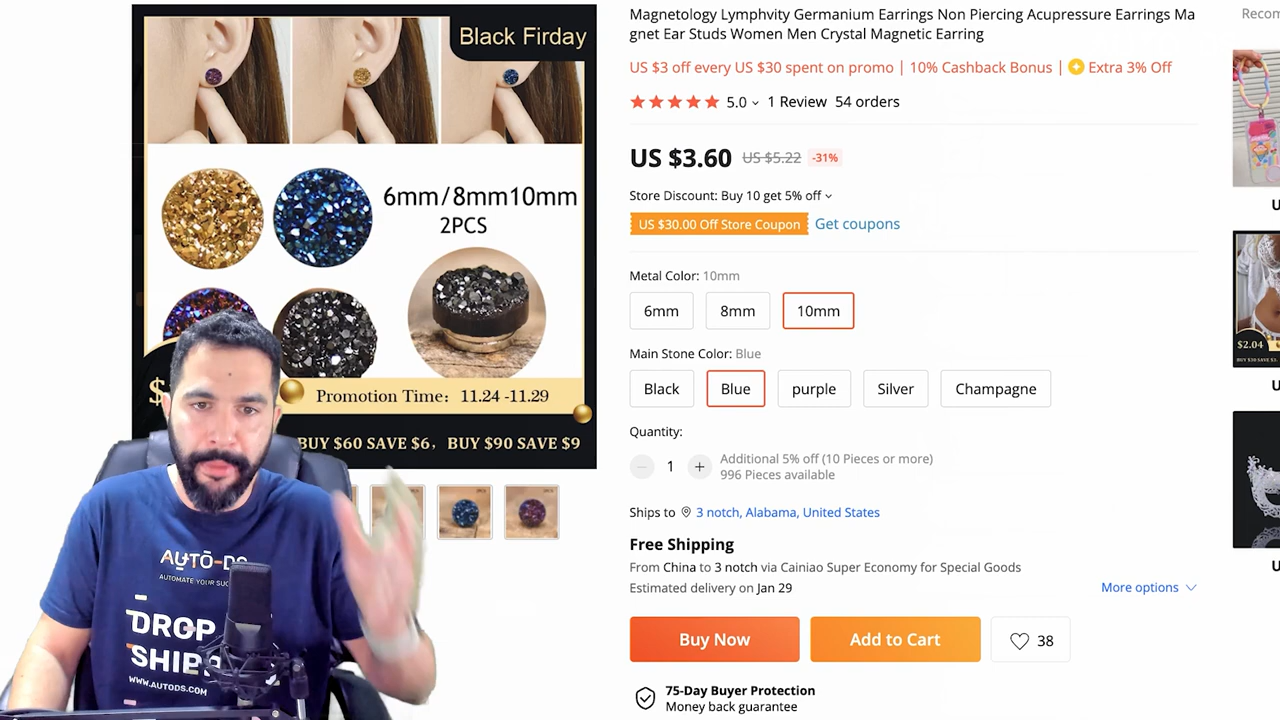 Black Firday
6mm/8mm10mm
2PCS
$
Promotion Time: 11.24 -11.29
BUY $60 SAVE $6, BUY $90 SAVE $9
Magnetology Lymphvity Germanium Earrings Non Piercing Acupressure Earrings Ma
gnet Ear Studs Women Men Crystal Magnetic Earring
US $3 off every US $30 spent on promo | 10% Cashback Bonus | Extra 3% Off
5.0 1 Review 54 orders
US $3.60 US $5.22 -31%
Store Discount: Buy 10 get 5% off
US $30.00 Off Store Coupon Get coupons
Metal Color: 10mm
6mm 8mm 10mm
Main Stone Color: Blue
Black Blue purple Silver Champagne
Quantity:
1
Additional 5% off (10 Pieces or more)
996 Pieces available
Ships to 3 notch, Alabama, United States
Free Shipping
From China to 3 notch via Cainiao Super Economy for Special Goods
Estimated delivery on Jan 29
More options
Buy Now Add to Cart 38
75-Day Buyer Protection
Money back guarantee
Recom
U
$2.04
U
U
AUTO-DS
AUTOMATE YOUR
DROP
SHIP
WWW.AUTODS.COM